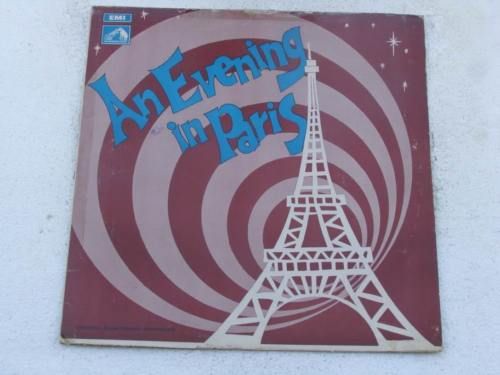 EMI
An Evening
in Paris